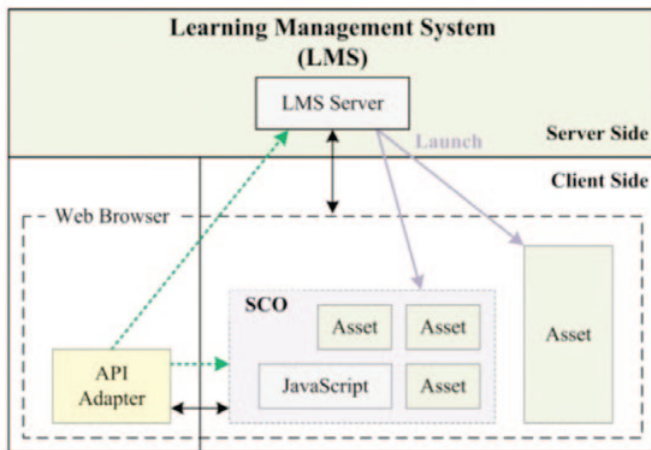 Learning Management System
(LMS)
LMS Server
Launch
Server Side
Client Side
Web Browser
SCO
Asset
Asset
Asset
API
Adapter
JavaScript
Asset